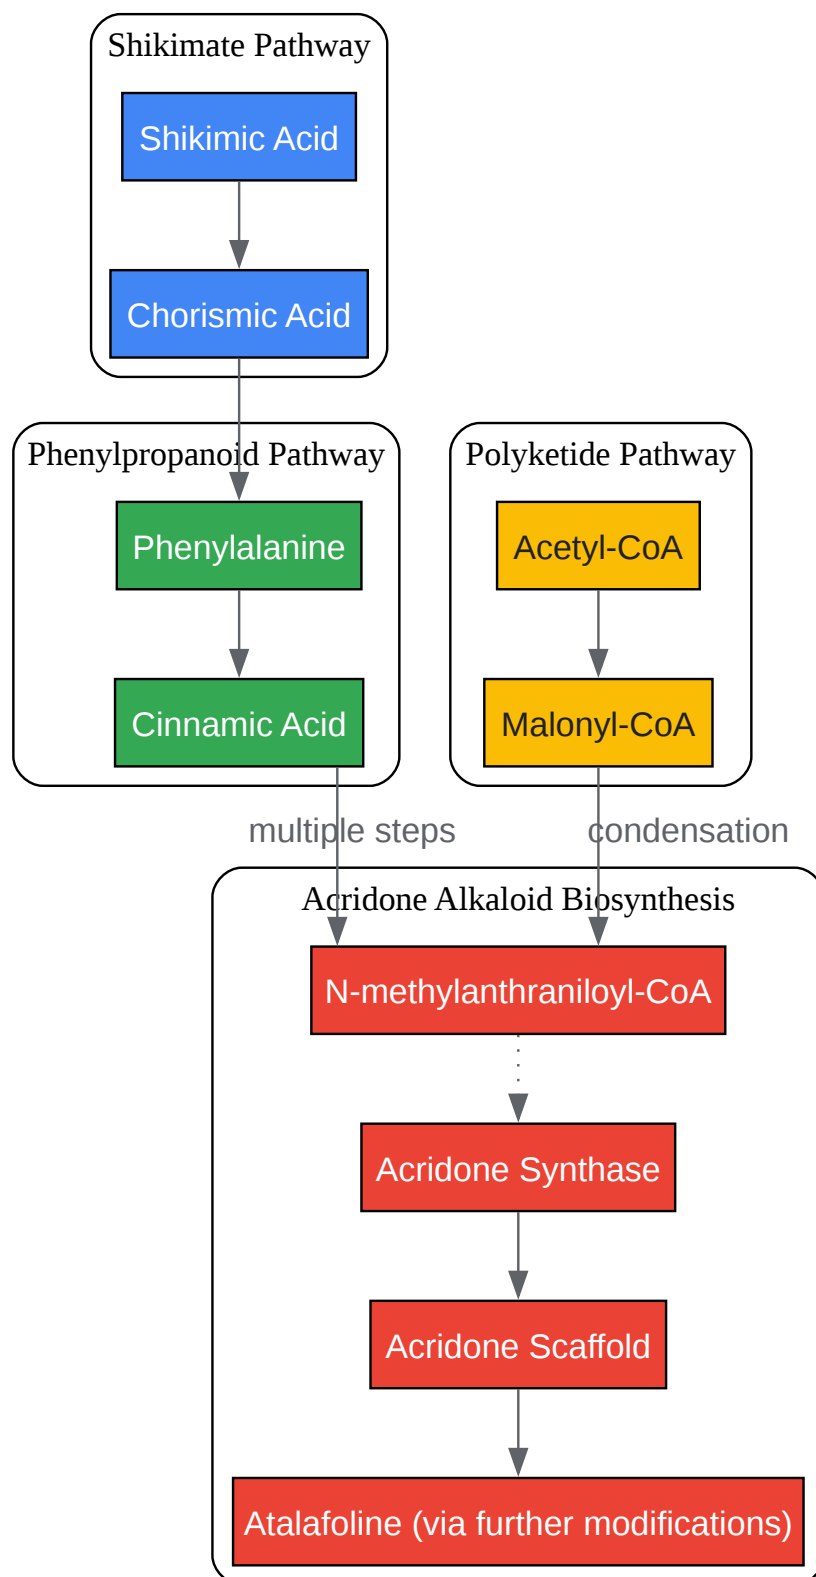 Shikimate Pathway
Shikimic Acid
Chorismic Acid
Phenylpropanoid Pathway
Phenylalanine
Cinnamic Acid
Polyketide Pathway
Acetyl-CoA
Malonyl-CoA
multiple steps
condensation
Acridone Alkaloid Biosynthesis
N-methylanthraniloyl-CoA
Acridone Synthase
Acridone Scaffold
Atalafoline (via further modifications)